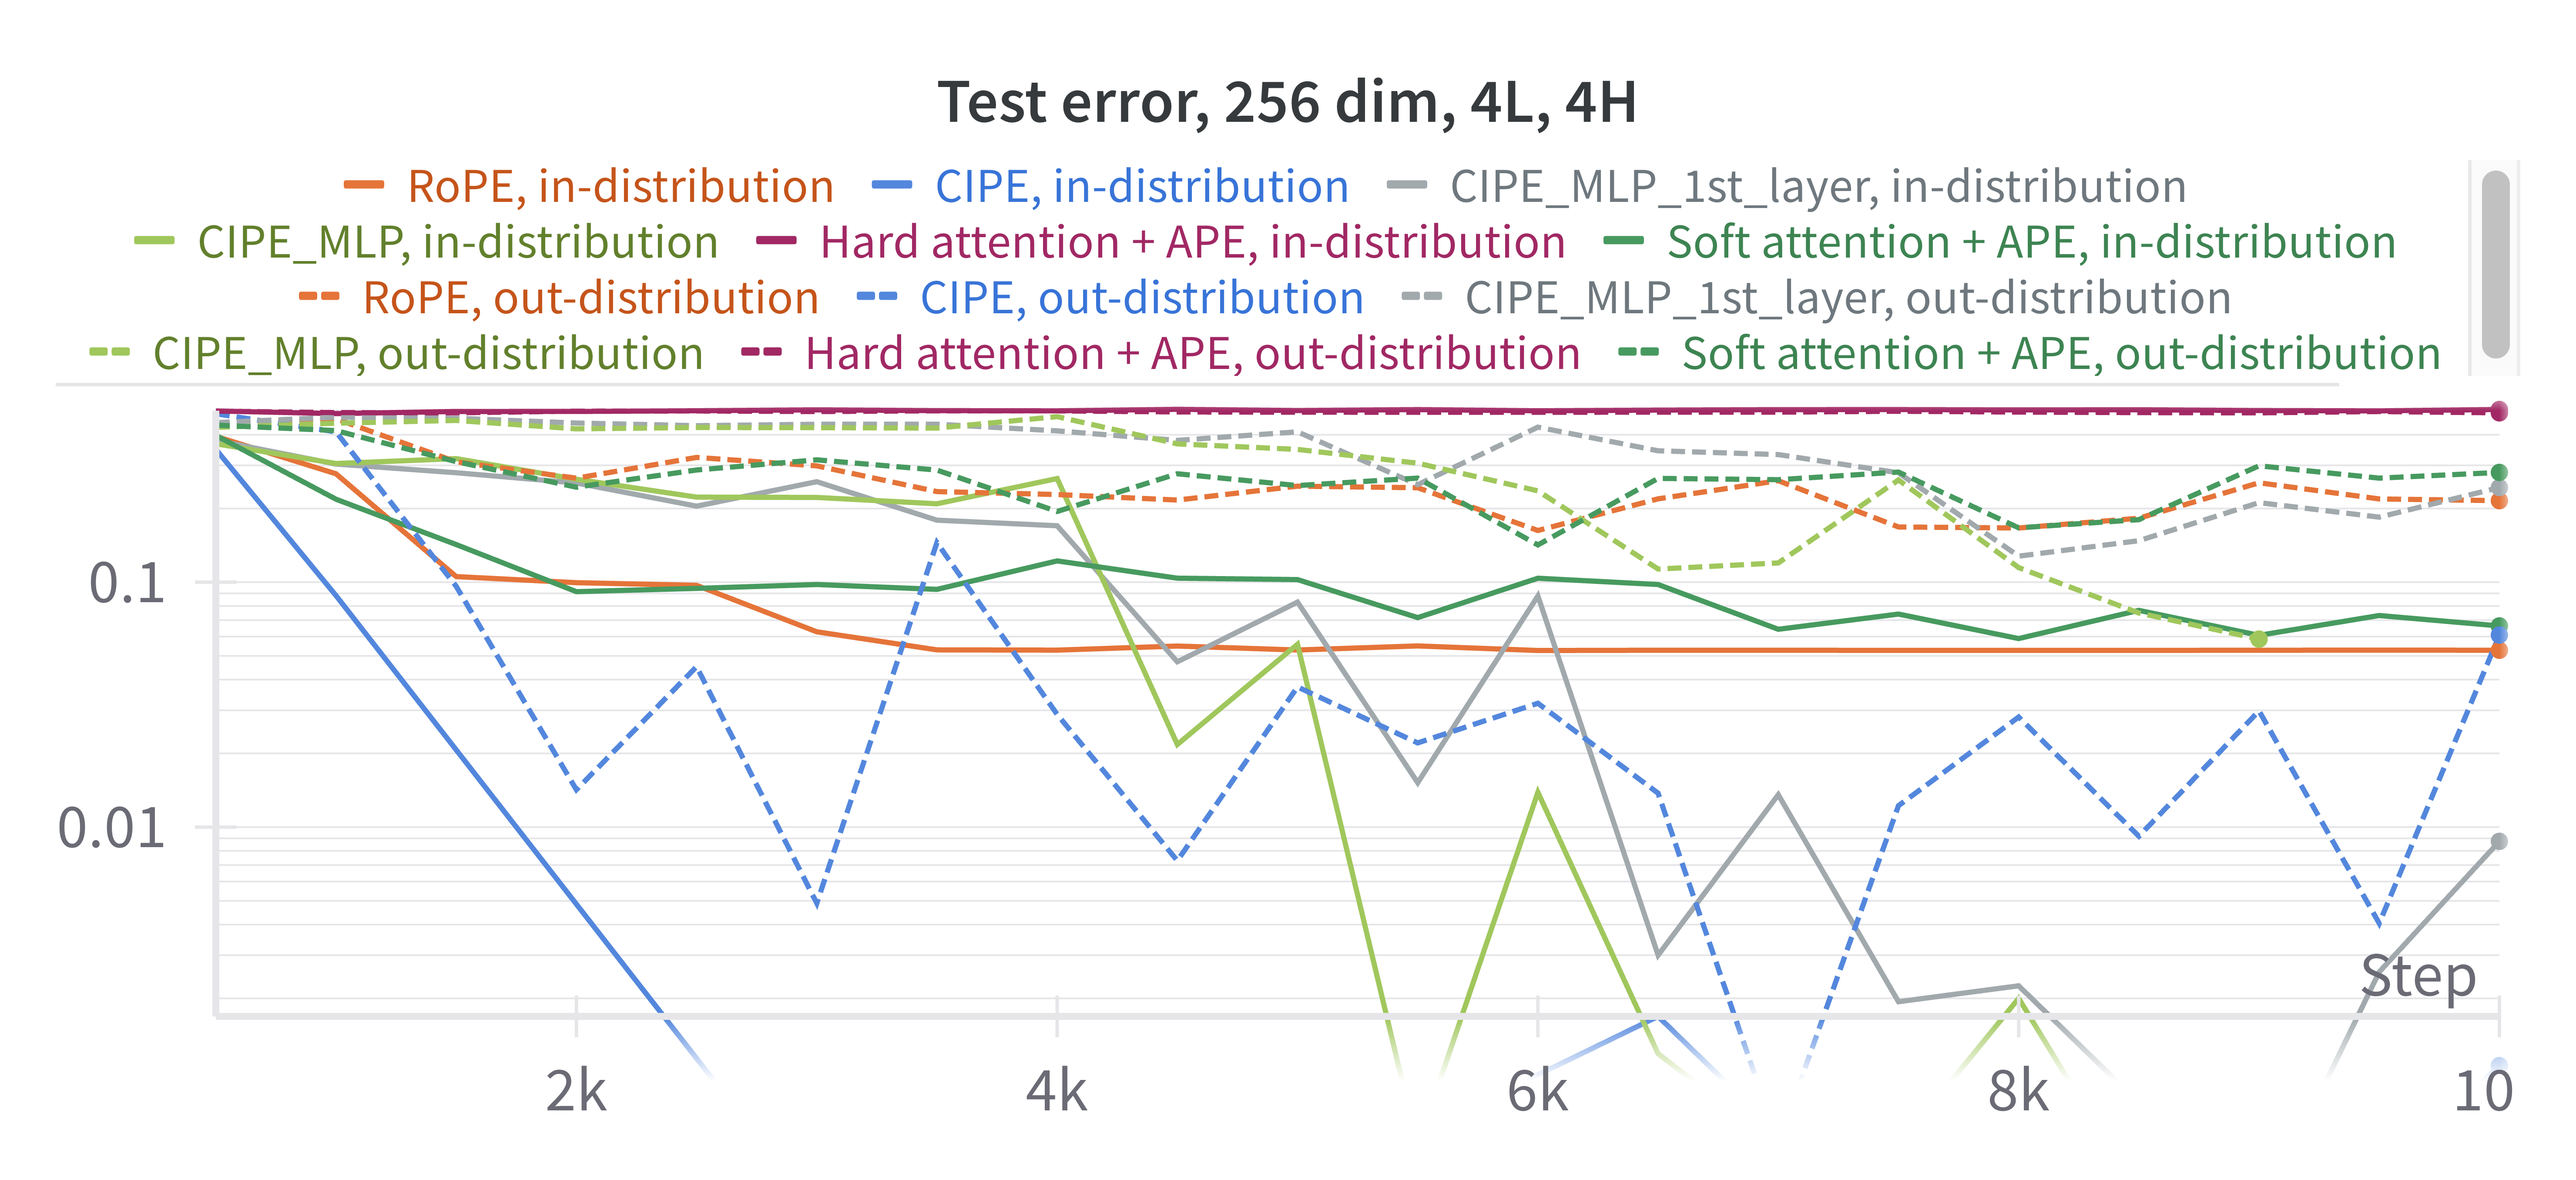 Test error, 256 dim, 4L, 4H
RoPE, in-distribution CIPE, in-distribution CIPE_MLP_1st_layer, in-distribution
CIPE_MLP, in-distribution Hard attention + APE, in-distribution Soft attention + APE, in-distribution
RoPE, out-distribution CIPE, out-distribution CIPE_MLP_1st_layer, out-distribution
CIPE_MLP, out-distribution Hard attention + APE, out-distribution Soft attention + APE, out-distribution
0.1
0.01
Step
2k 4k 6k 8k 10